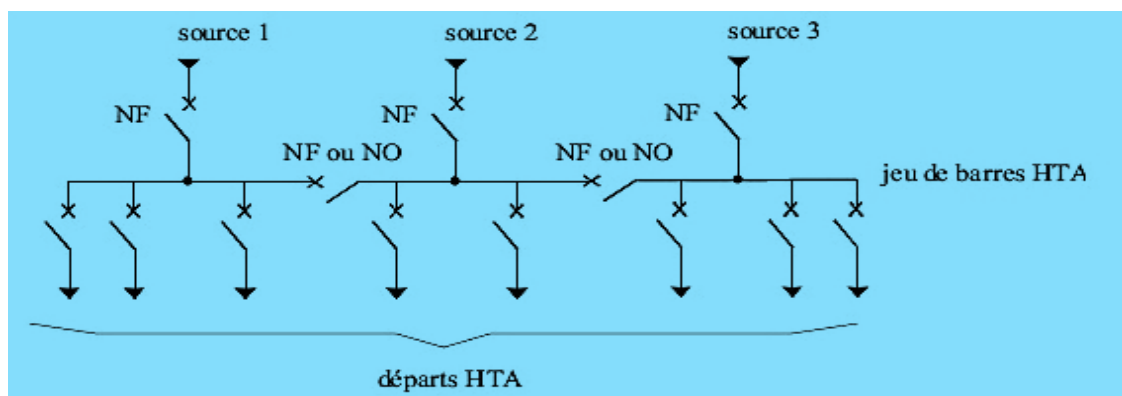 source 1
source 2
source 3
NF
NF
NF
NF ou NO
NF ou NO
jeu de barres HTA
départs HTA